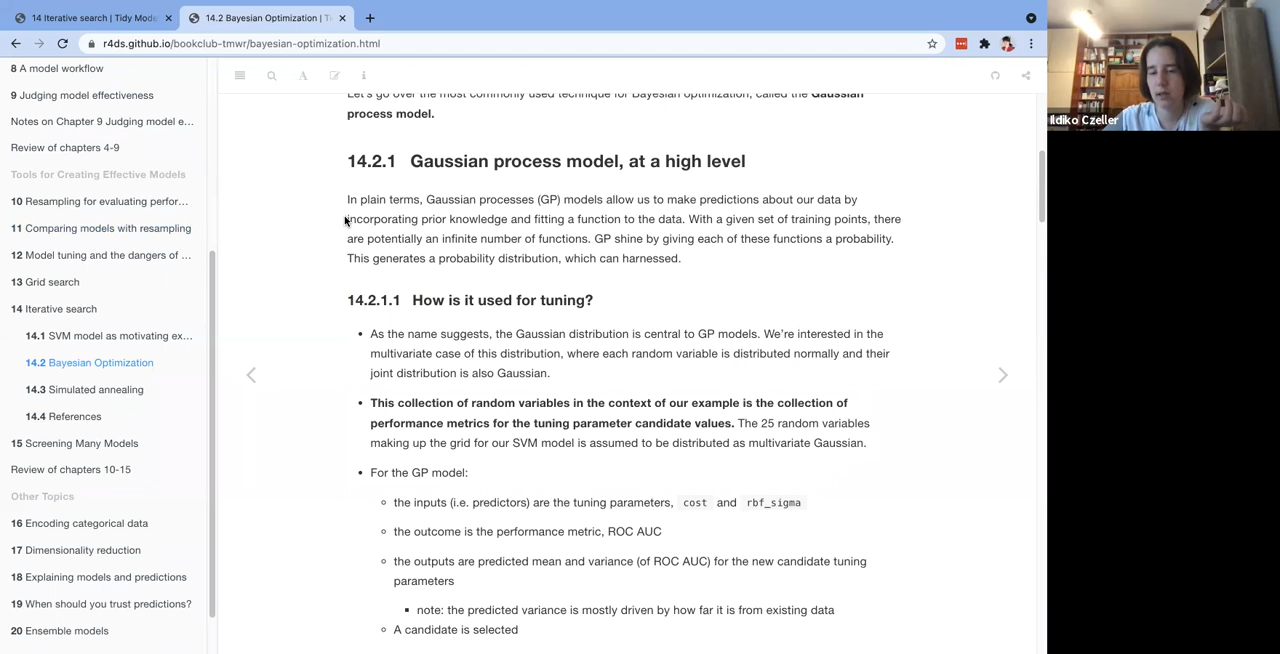 14 Iterative search | Tidy Mode
14.2 Bayesian Optimization | Ti
r4ds.github.io/bookclub-tmwr/bayesian-optimization.html
8 A model workflow
9 Judging model effectiveness
Notes on Chapter 9 Judging model e…
Review of chapters 4-9
Tools for Creating Effective Models
10 Resampling for evaluating perfor…
11 Comparing models with resampling
12 Model tuning and the dangers of …
13 Grid search
14 Iterative search
14.1 SVM model as motivating ex…
14.2 Bayesian Optimization
14.3 Simulated annealing
14.4 References
15 Screening Many Models
Review of chapters 10-15
Other Topics
16 Encoding categorical data
17 Dimensionality reduction
18 Explaining models and predictions
19 When should you trust predictions?
20 Ensemble models
Let's go over the most commonly used technique for Bayesian optimization, called the Gaussian
process model.
14.2.1 Gaussian process model, at a high level
In plain terms, Gaussian processes (GP) models allow us to make predictions about our data by
incorporating prior knowledge and fitting a function to the data. With a given set of training points, there
are potentially an infinite number of functions. GP shine by giving each of these functions a probability.
This generates a probability distribution, which can harnessed.
14.2.1.1 How is it used for tuning?
• As the name suggests, the Gaussian distribution is central to GP models. We're interested in the
multivariate case of this distribution, where each random variable is distributed normally and their
joint distribution is also Gaussian.
• This collection of random variables in the context of our example is the collection of
performance metrics for the tuning parameter candidate values. The 25 random variables
making up the grid for our SVM model is assumed to be distributed as multivariate Gaussian.
• For the GP model:
◦ the inputs (i.e. predictors) are the tuning parameters, cost and rbf_sigma
◦ the outcome is the performance metric, ROC AUC
◦ the outputs are predicted mean and variance (of ROC AUC) for the new candidate tuning
parameters
▪ note: the predicted variance is mostly driven by how far it is from existing data
◦ A candidate is selected
Ildiko Czeller